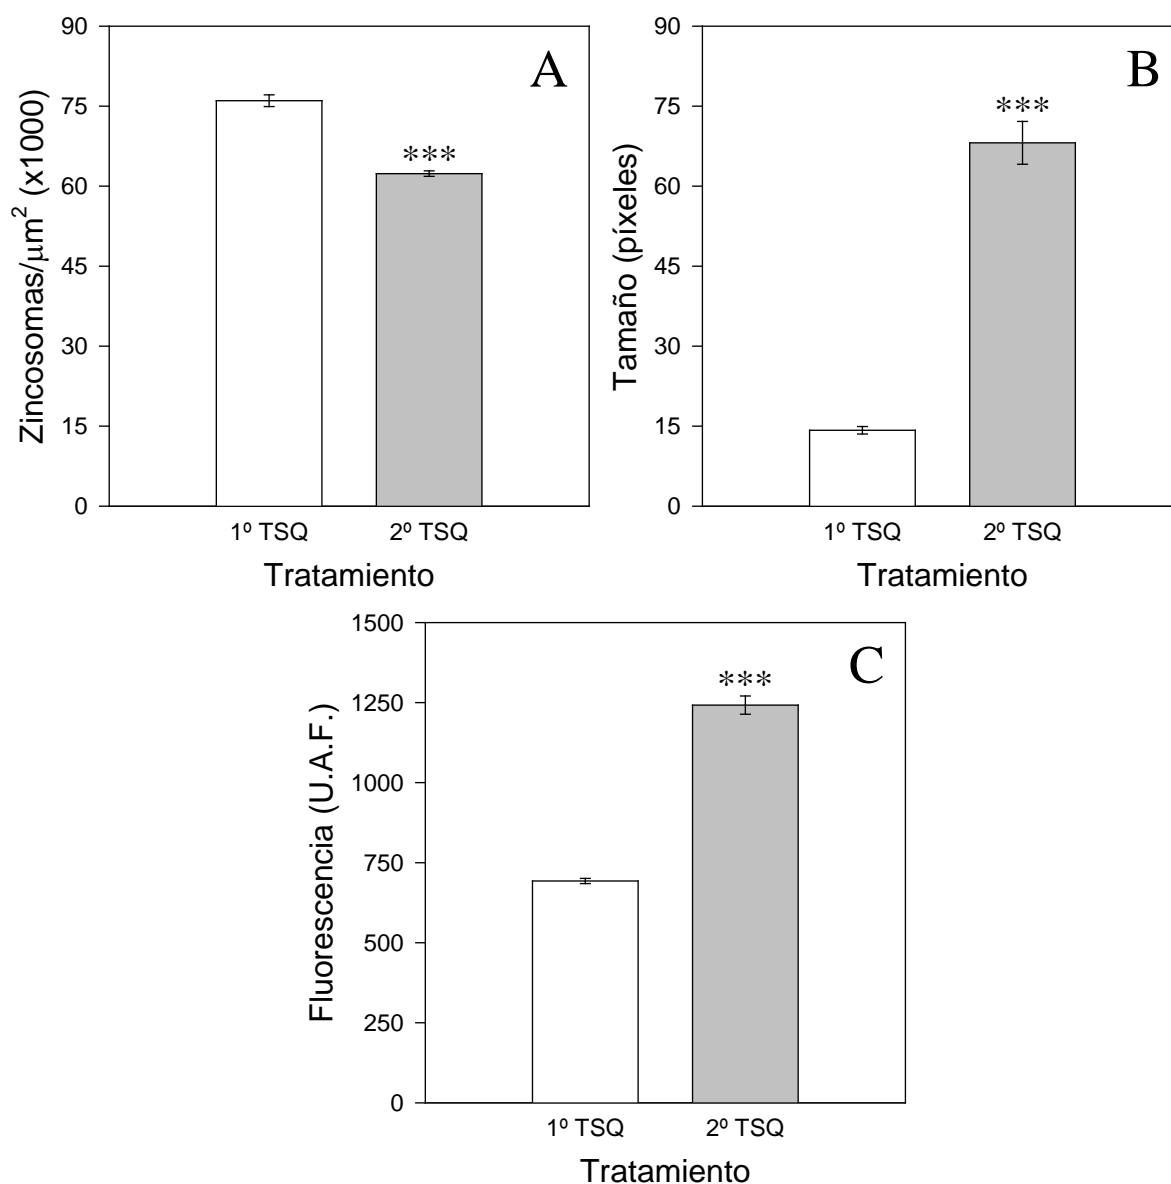 A
Zincosomas/μm² (x1000)
90
75
60
45
30
15
0
***
1º TSQ
2º TSQ
Tratamiento
B
Tamaño (píxeles)
90
75
60
45
30
15
0
***
1º TSQ
2º TSQ
Tratamiento
C
Fluorescencia (U.A.F.)
1500
1250
1000
750
500
250
0
***
1º TSQ
2º TSQ
Tratamiento